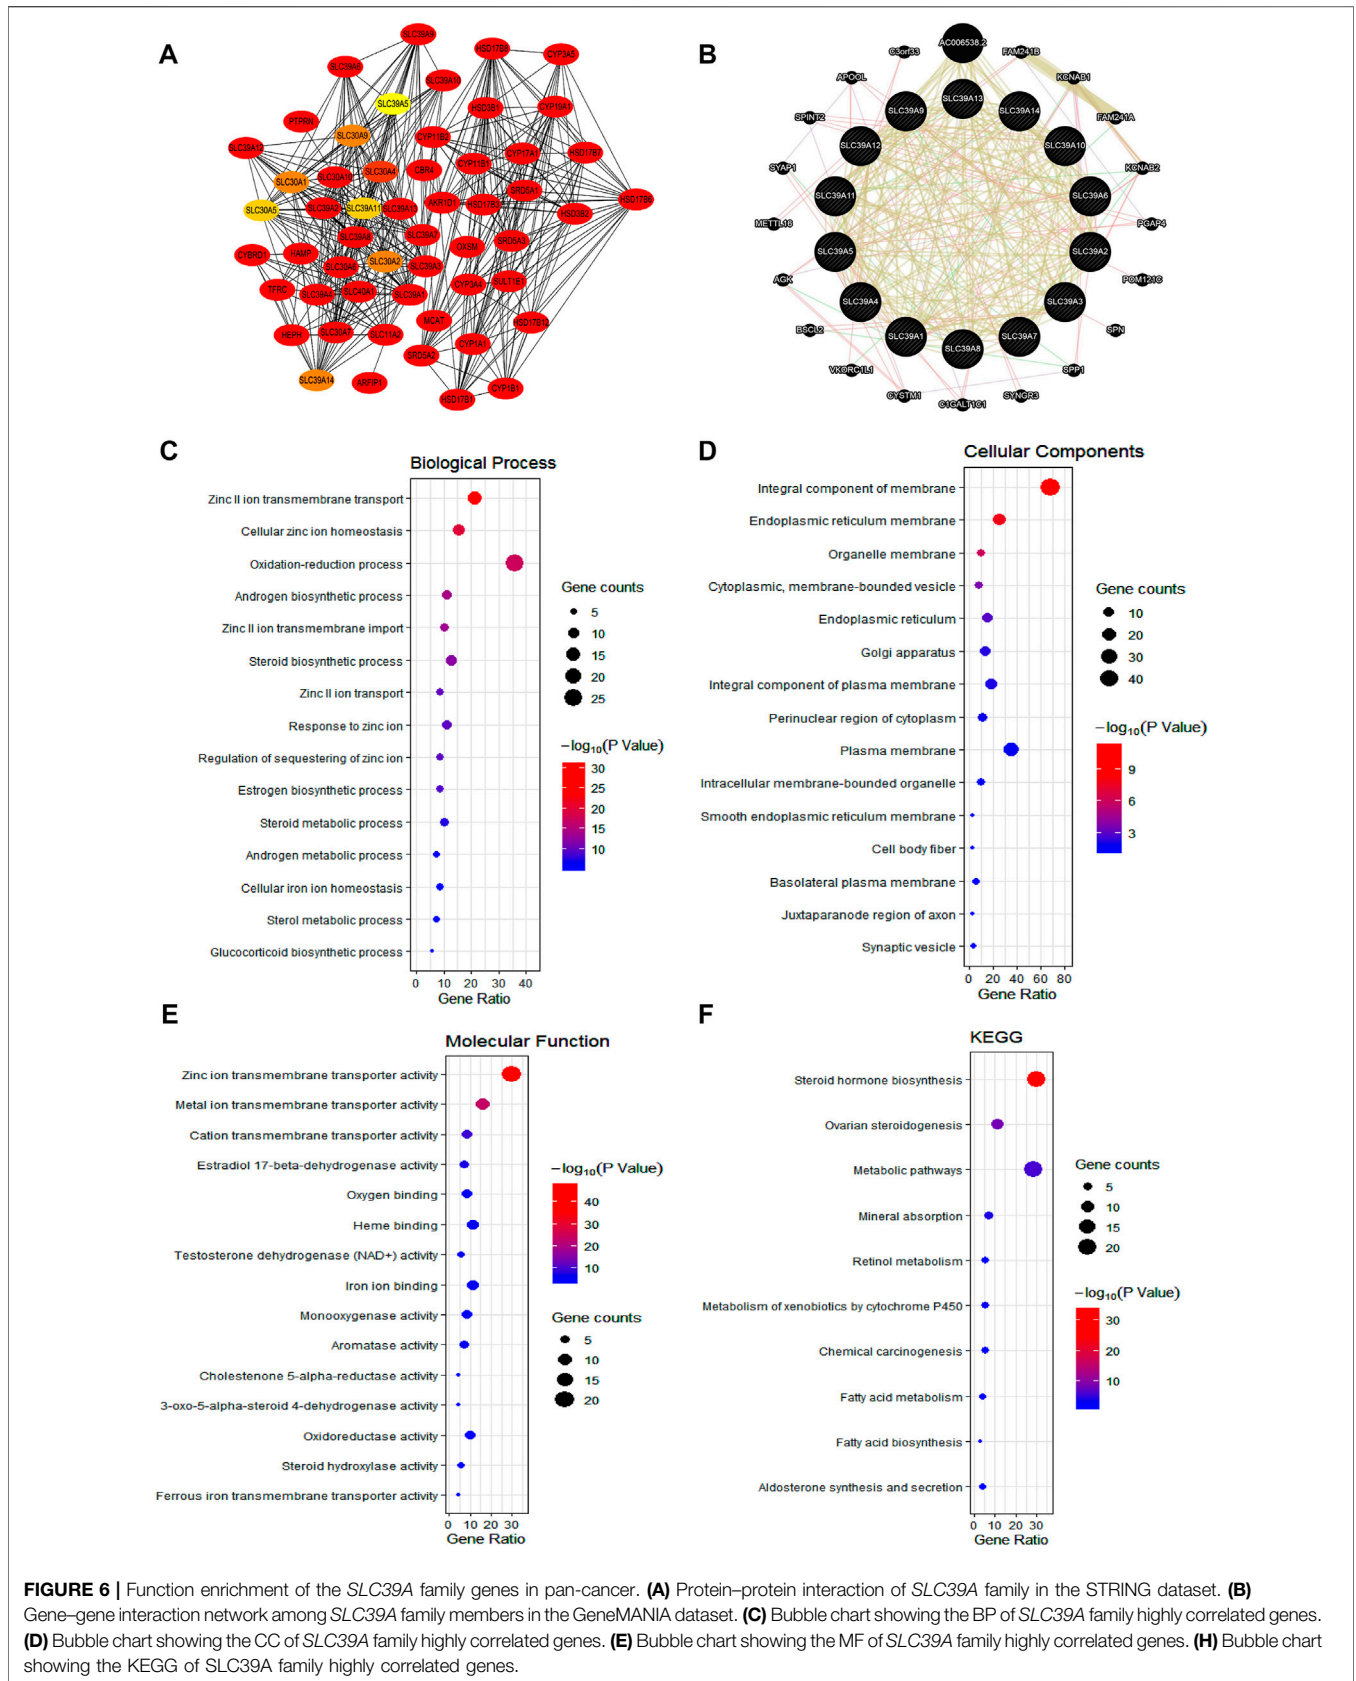 A
SLC39A9
SLC39A5
SLC39A5
PTPRN
SLC30A9
SLC39A12
SLC30A10
SLC30A4
SLC30A1
SLC30A5
SLC39A2
SLC39A11
SLC39A13
SLC39A8
SLC39A7
CYBRD1
HAMP
SLC30A6
SLC30A2
SLC39A3
TFRC
SLC39A4
SLC40A1
SLC39A1
HEPH
SLC30A7
SLC11A2
SLC39A14
ARFIP1
HSD17B8
CYP3A5
HSD3B1
CYP19A1
CYP11B2
CYP11B1
CYP17A1
HSD17B7
CBR4
SRD5A1
HSD17B6
AKR1D1
HSD17B3
HSD3B2
OXSM
SRD5A3
CYP3A4
SULT1E1
MCAT
HSD17B12
SRD5A2
CYP1A1
HSD17B1
CYP1B1
B
AC006538.2
C3orf33
FAM241B
APOOL
KCNAB1
SPINT2
FAM241A
SYAP1
KCNAB2
METTL16
PGAP4
AGK
POM121C
BSCL2
SPN
VKORC1L1
SPP1
CYSTM1
C1GALT1C1
SYNGR3
SLC39A13
SLC39A9
SLC39A14
SLC39A12
SLC39A10
SLC39A11
SLC39A6
SLC39A5
SLC39A2
SLC39A4
SLC39A3
SLC39A1
SLC39A8
SLC39A7
C
Biological Process
Zinc II ion transmembrane transport
Cellular zinc ion homeostasis
Oxidation-reduction process
Androgen biosynthetic process
Zinc II ion transmembrane import
Steroid biosynthetic process
Zinc II ion transport
Response to zinc ion
Regulation of sequestering of zinc ion
Estrogen biosynthetic process
Steroid metabolic process
Androgen metabolic process
Cellular iron ion homeostasis
Sterol metabolic process
Glucocorticoid biosynthetic process
0 10 20 30 40
Gene Ratio
Gene counts
5
10
15
20
25
−log10(P Value)
30
25
20
15
10
D
Cellular Components
Integral component of membrane
Endoplasmic reticulum membrane
Organelle membrane
Cytoplasmic, membrane-bounded vesicle
Endoplasmic reticulum
Golgi apparatus
Integral component of plasma membrane
Perinuclear region of cytoplasm
Plasma membrane
Intracellular membrane-bounded organelle
Smooth endoplasmic reticulum membrane
Cell body fiber
Basolateral plasma membrane
Juxtaparanode region of axon
Synaptic vesicle
0 20 40 60 80
Gene Ratio
Gene counts
10
20
30
40
−log10(P Value)
9
6
3
E
Molecular Function
Zinc ion transmembrane transporter activity
Metal ion transmembrane transporter activity
Cation transmembrane transporter activity
Estradiol 17-beta-dehydrogenase activity
Oxygen binding
Heme binding
Testosterone dehydrogenase (NAD+) activity
Iron ion binding
Monooxygenase activity
Aromatase activity
Cholestenone 5-alpha-reductase activity
3-oxo-5-alpha-steroid 4-dehydrogenase activity
Oxidoreductase activity
Steroid hydroxylase activity
Ferrous iron transmembrane transporter activity
0 10 20 30
Gene Ratio
−log10(P Value)
40
30
20
10
Gene counts
5
10
15
20
F
KEGG
Steroid hormone biosynthesis
Ovarian steroidogenesis
Metabolic pathways
Mineral absorption
Retinol metabolism
Metabolism of xenobiotics by cytochrome P450
Chemical carcinogenesis
Fatty acid metabolism
Fatty acid biosynthesis
Aldosterone synthesis and secretion
0 10 20 30
Gene Ratio
Gene counts
5
10
15
20
−log10(P Value)
30
20
10
FIGURE 6 | Function enrichment of the SLC39A family genes in pan-cancer. (A) Protein–protein interaction of SLC39A family in the STRING dataset. (B)
Gene–gene interaction network among SLC39A family members in the GeneMANIA dataset. (C) Bubble chart showing the BP of SLC39A family highly correlated genes.
(D) Bubble chart showing the CC of SLC39A family highly correlated genes. (E) Bubble chart showing the MF of SLC39A family highly correlated genes. (H) Bubble chart
showing the KEGG of SLC39A family highly correlated genes.